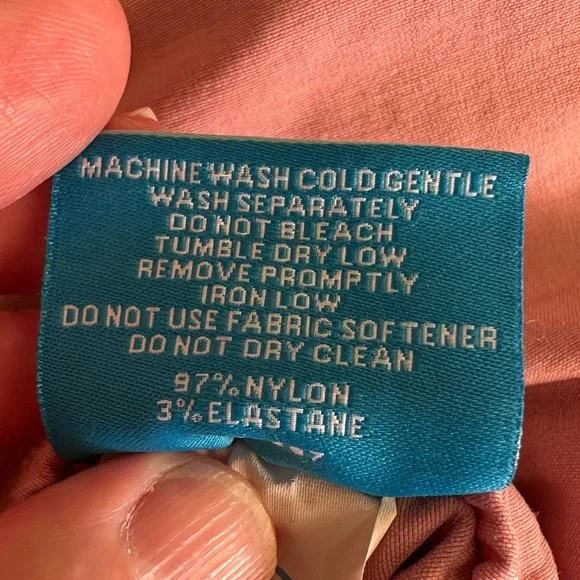 MACHINE WASH COLD GENTLE
WASH SEPARATELY
DO NOT BLEACH
TUMBLE DRY LOW
REMOVE PROMPTLY
IRON LOW
DO NOT USE FABRIC SOFTENER
DO NOT DRY CLEAN
97% NYLON
3% ELASTANE